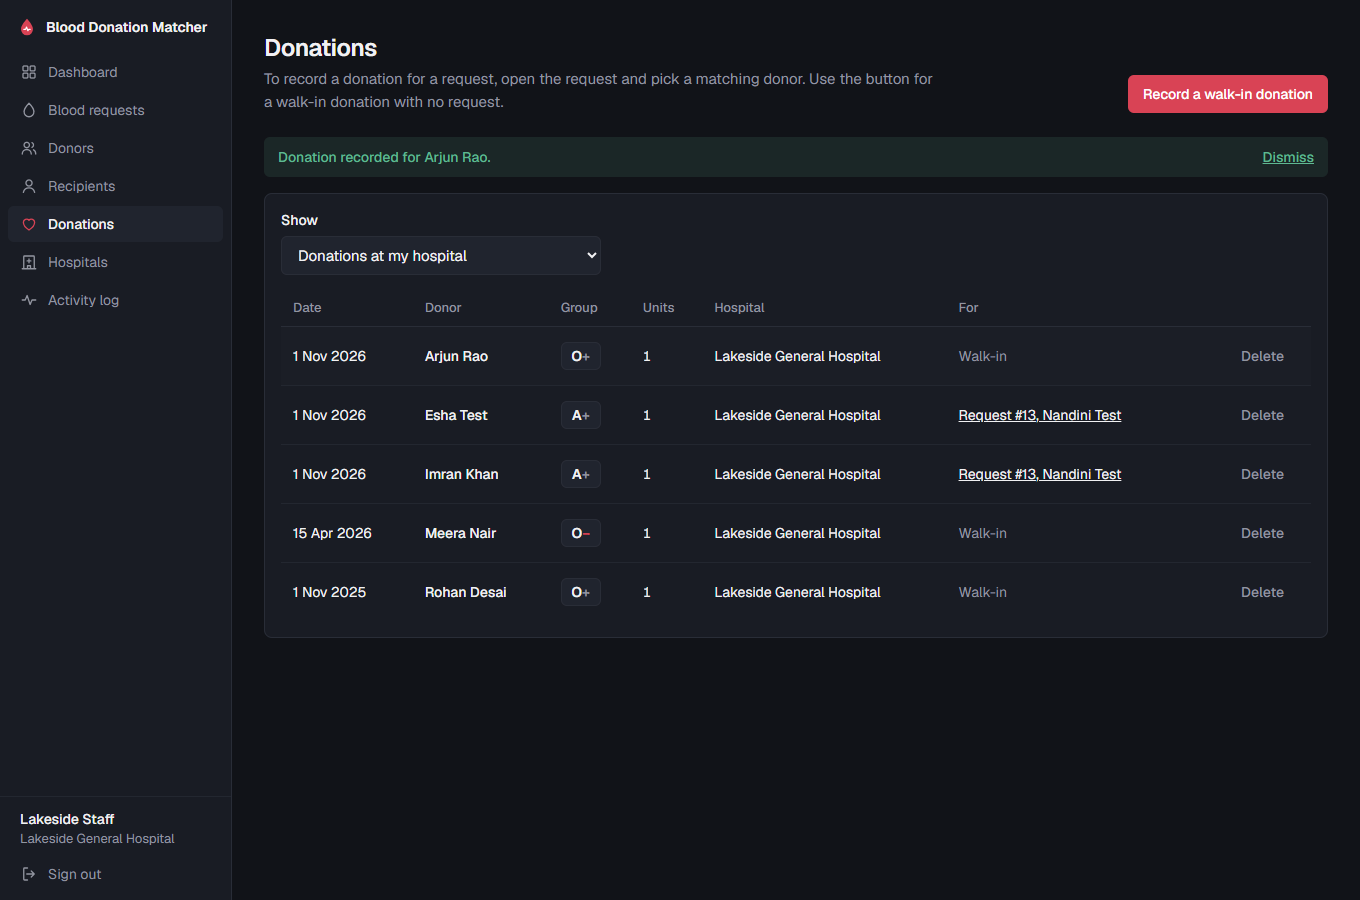 Blood Donation Matcher
Dashboard
Blood requests
Donors
Recipients
Donations
Hospitals
Activity log
Lakeside Staff
Lakeside General Hospital
Sign out
Donations
To record a donation for a request, open the request and pick a matching donor. Use the button for
a walk-in donation with no request.
Record a walk-in donation
Donation recorded for Arjun Rao. Dismiss
Show
Donations at my hospital
Date Donor Group Units Hospital For
1 Nov 2026 Arjun Rao O+ 1 Lakeside General Hospital Walk-in Delete
1 Nov 2026 Esha Test A+ 1 Lakeside General Hospital Request #13, Nandini Test Delete
1 Nov 2026 Imran Khan A+ 1 Lakeside General Hospital Request #13, Nandini Test Delete
15 Apr 2026 Meera Nair O− 1 Lakeside General Hospital Walk-in Delete
1 Nov 2025 Rohan Desai O+ 1 Lakeside General Hospital Walk-in Delete